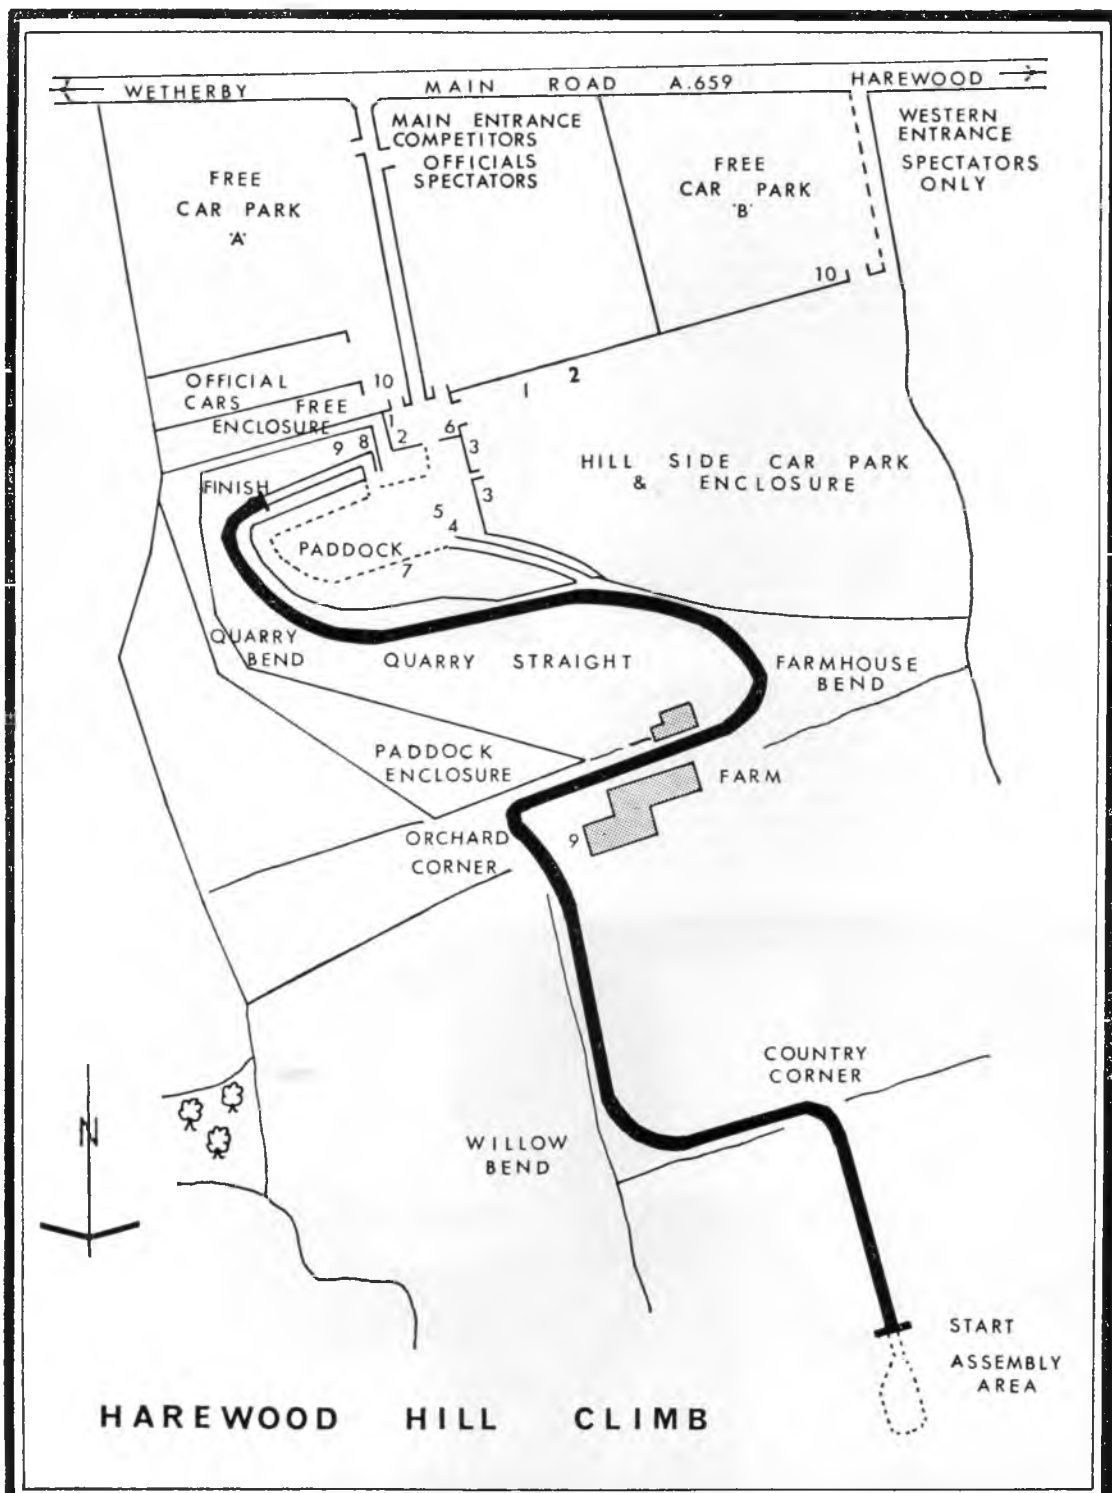 WETHERBY MAIN ROAD A.659 HAREWOOD
MAIN ENTRANCE
COMPETITORS
OFFICIALS
SPECTATORS
WESTERN
ENTRANCE
SPECTATORS
ONLY
FREE
CAR PARK
'A'
FREE
CAR PARK
'B'
10
OFFICIAL
CARS
10
FREE
ENCLOSURE
1
2
1
2
6
3
3
9
8
HILL SIDE CAR PARK
& ENCLOSURE
FINISH
5
4
PADDOCK
7
QUARRY
BEND
QUARRY STRAIGHT
FARMHOUSE
BEND
PADDOCK
ENCLOSURE
FARM
ORCHARD
CORNER
9
COUNTRY
CORNER
N
WILLOW
BEND
START
ASSEMBLY
AREA
HAREWOOD HILL CLIMB